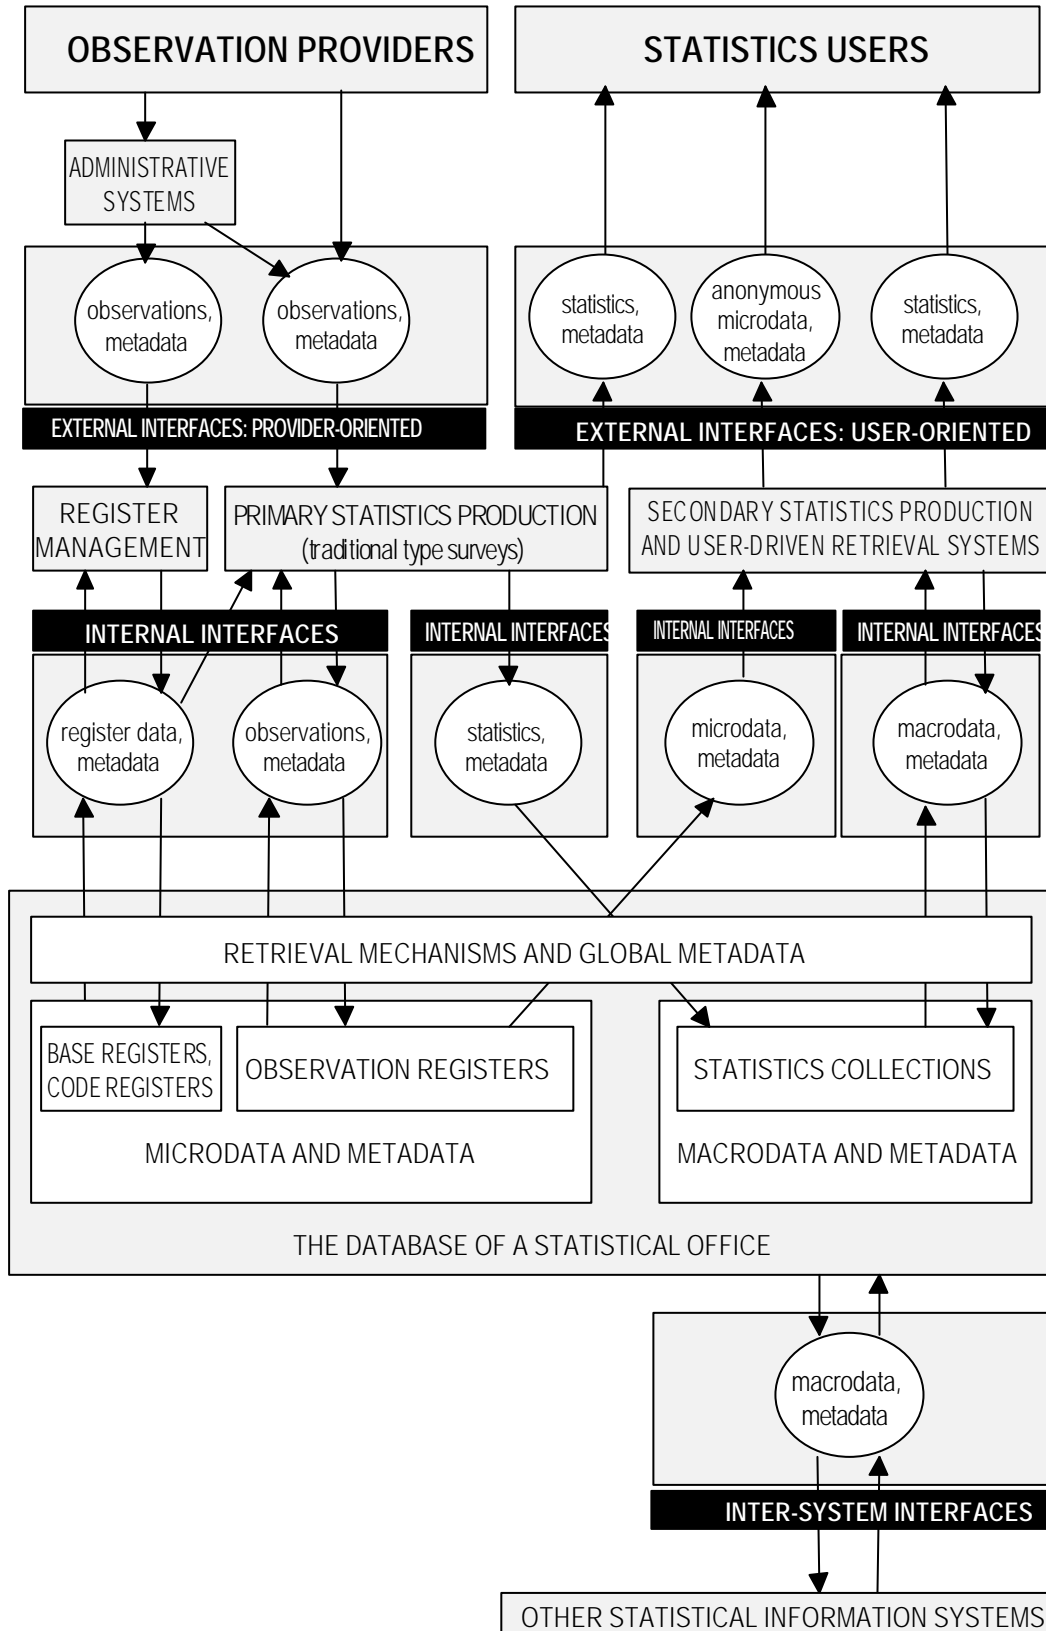 OBSERVATION PROVIDERS
STATISTICS USERS
ADMINISTRATIVE
SYSTEMS
observations,
metadata
observations,
metadata
statistics,
metadata
anonymous
microdata,
metadata
statistics,
metadata
EXTERNAL INTERFACES: PROVIDER-ORIENTED
EXTERNAL INTERFACES: USER-ORIENTED
REGISTER
MANAGEMENT
PRIMARY STATISTICS PRODUCTION
(traditional type surveys)
SECONDARY STATISTICS PRODUCTION
AND USER-DRIVEN RETRIEVAL SYSTEMS
INTERNAL INTERFACES
INTERNAL INTERFACES
INTERNAL INTERFACES
INTERNAL INTERFACES
register data,
metadata
observations,
metadata
statistics,
metadata
microdata,
metadata
macrodata,
metadata
RETRIEVAL MECHANISMS AND GLOBAL METADATA
BASE REGISTERS,
CODE REGISTERS
OBSERVATION REGISTERS
STATISTICS COLLECTIONS
MICRODATA AND METADATA
MACRODATA AND METADATA
THE DATABASE OF A STATISTICAL OFFICE
macrodata,
metadata
INTER-SYSTEM INTERFACES
OTHER STATISTICAL INFORMATION SYSTEMS